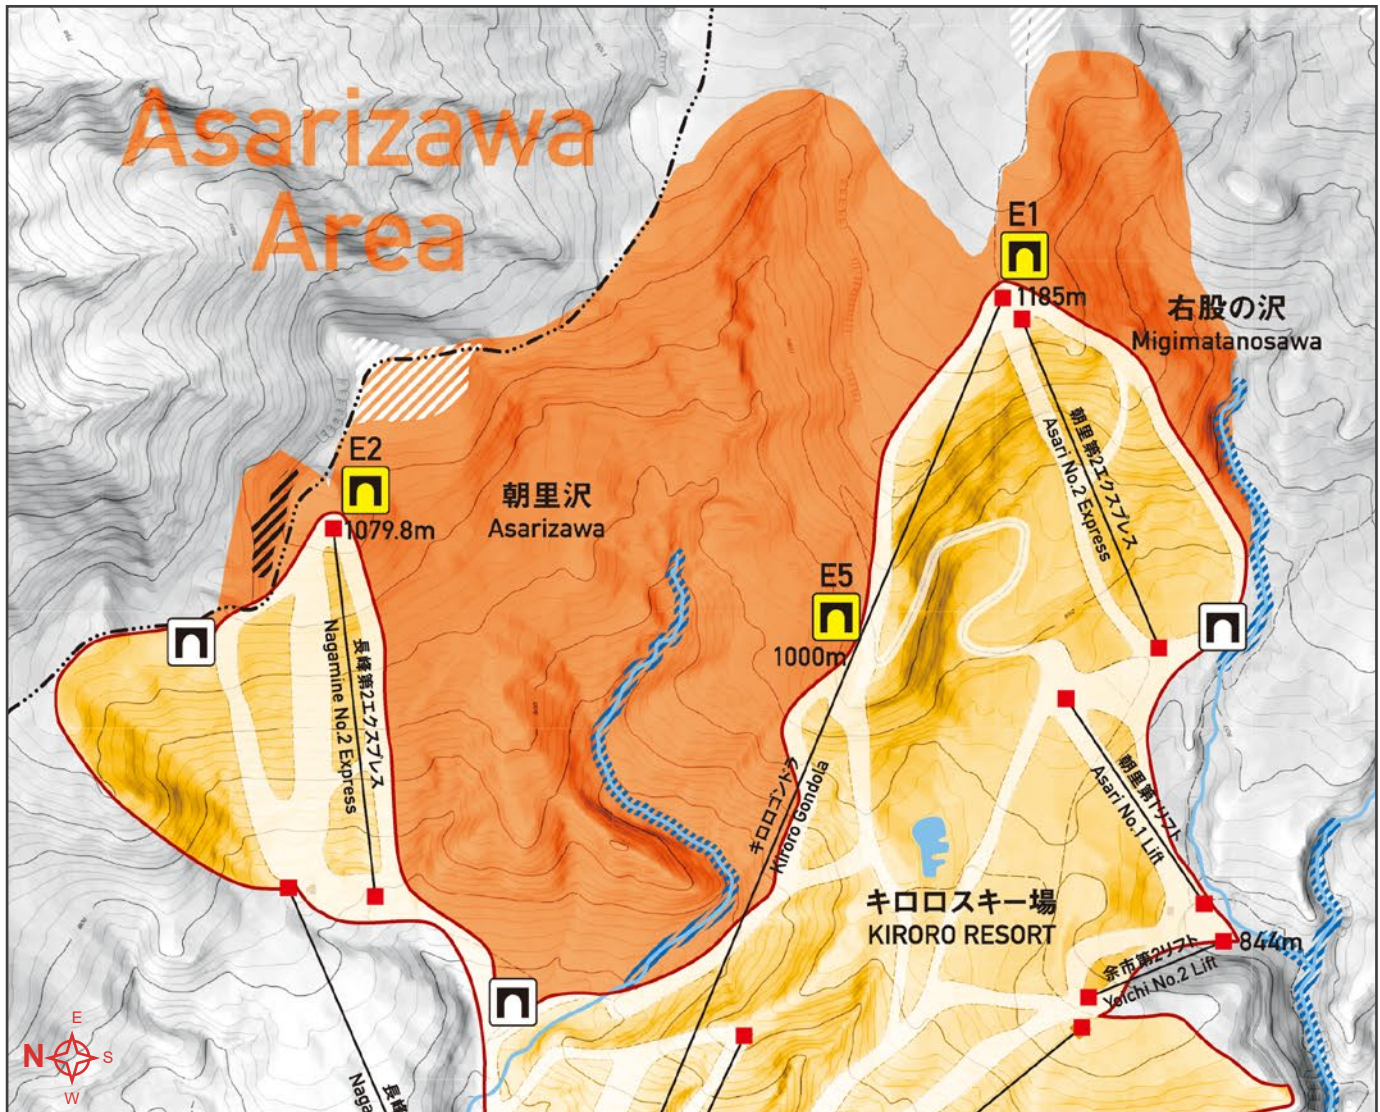 Asarizawa
Area
E1
1185m
右股の沢
Migimatanosawa
E2
1079.8m
朝里沢
Asarizawa
朝里第2エクスプレス
Asari No.2 Express
E5
1000m
長峰第2エクスプレス
Nagamine No.2 Express
キロロゴンドラ
Kiroro Gondola
朝里第1リフト
Asari No.1 Lift
キロロスキー場
KIRORO RESORT
844m
余市第2リフト
Yoichi No.2 Lift
長峰
Naga
E
N
S
W